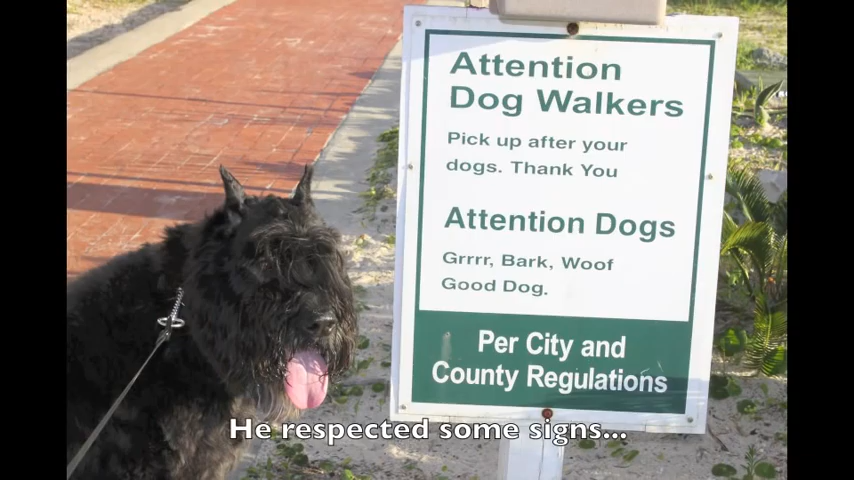 Attention
Dog Walkers
Pick up after your
dogs. Thank You
Attention Dogs
Grrrr, Bark, Woof
Good Dog.
Per City and
County Regulations
He respected some signs...